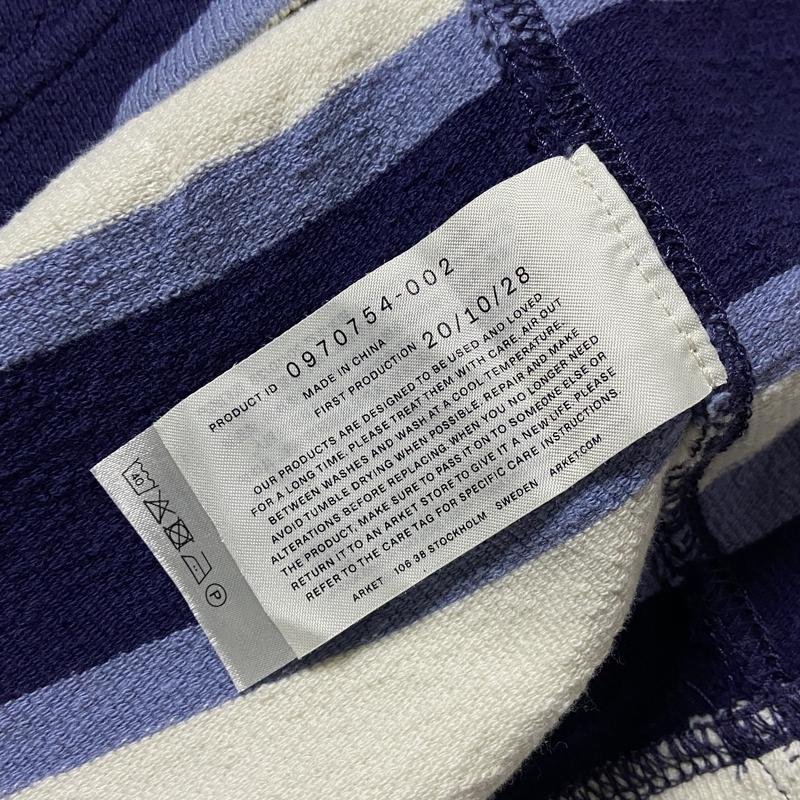 PRODUCT ID 0970754-002
MADE IN CHINA
FIRST PRODUCTION 20/10/28
OUR PRODUCTS ARE DESIGNED TO BE USED AND LOVED
FOR A LONG TIME. PLEASE TREAT THEM WITH CARE. AIR OUT
BETWEEN WASHES AND WASH AT A COOL TEMPERATURE.
AVOID TUMBLE DRYING WHEN POSSIBLE. REPAIR AND MAKE
ALTERATIONS BEFORE REPLACING. WHEN YOU NO LONGER NEED
THE PRODUCT, MAKE SURE TO PASS IT ON TO SOMEONE ELSE OR
RETURN IT TO AN ARKET STORE TO GIVE IT A NEW LIFE. PLEASE
REFER TO THE CARE TAG FOR SPECIFIC CARE INSTRUCTIONS.
ARKET 106 38 STOCKHOLM SWEDEN ARKET.COM
40
P